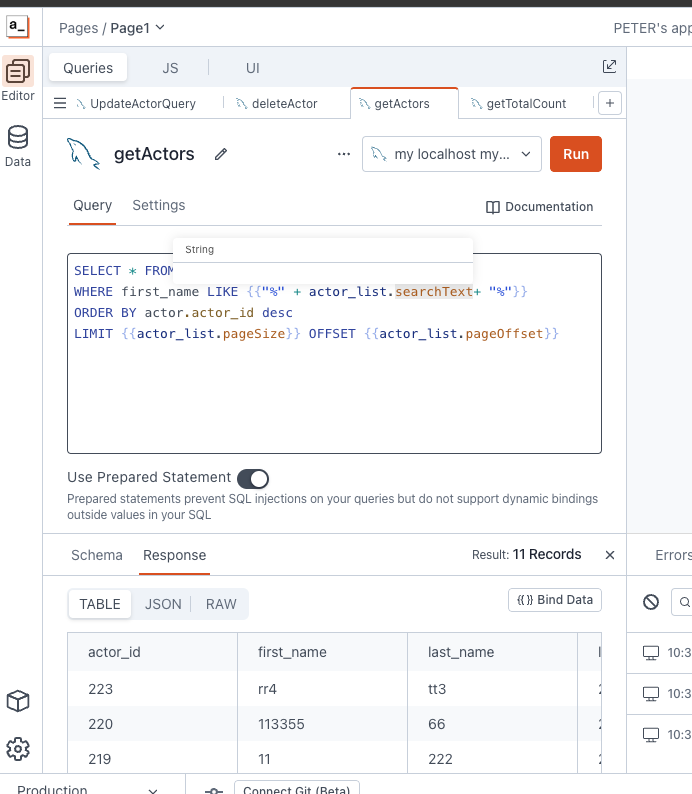 a_
Pages / Page1
PETER's app
Editor
Data
Queries
JS
UI
UpdateActorQuery
deleteActor
getActors
getTotalCount
+
getActors
my localhost my...
Run
Query
Settings
Documentation
String
SELECT * FROM
WHERE first_name LIKE {{"%" + actor_list.searchText+ "%"}}
ORDER BY actor.actor_id desc
LIMIT {{actor_list.pageSize}} OFFSET {{actor_list.pageOffset}}
Use Prepared Statement
Prepared statements prevent SQL injections on your queries but do not support dynamic bindings
outside values in your SQL
Schema
Response
Result: 11 Records
Errors
TABLE
JSON
RAW
{{ }} Bind Data
actor_id first_name last_name
223 rr4 tt3
220 113355 66
219 11 222
10:3
10:3
10:3
Production
Connect Git (Beta)